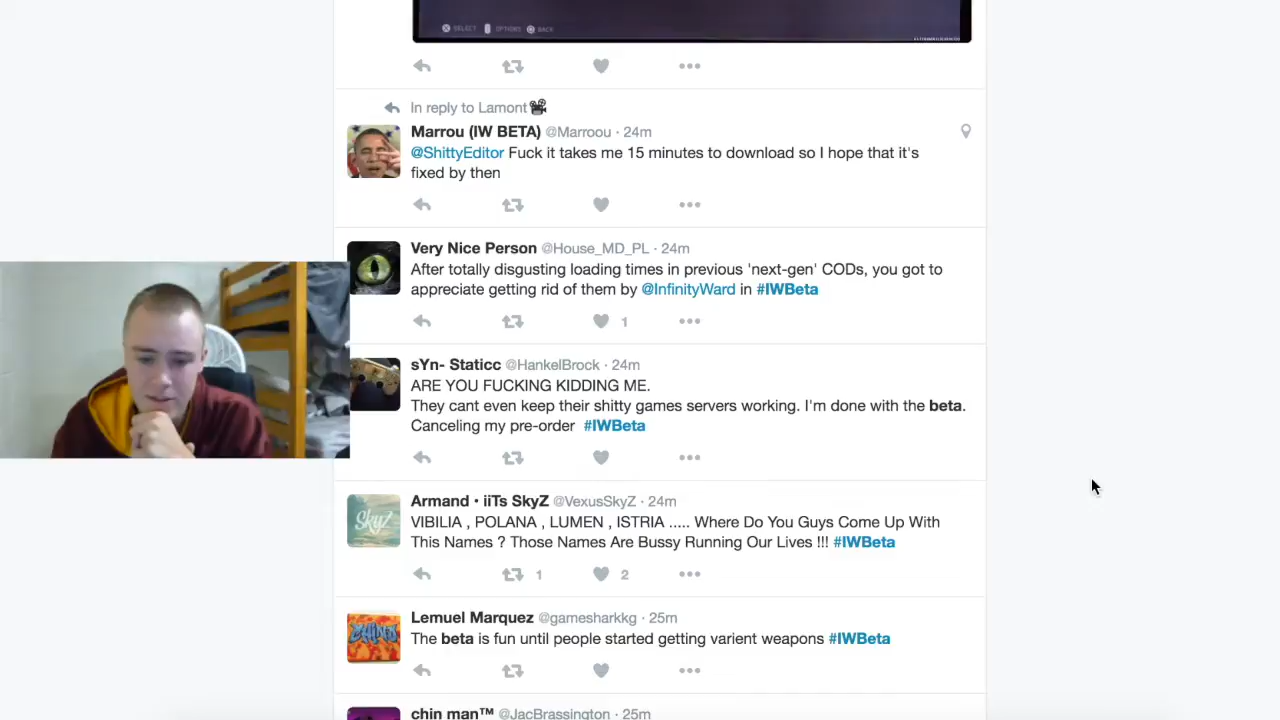 SELECT OPTIONS BACK
In reply to Lamont
Marrou (IW BETA) @Marroou · 24m
@ShittyEditor Fuck it takes me 15 minutes to download so I hope that it's
fixed by then
Very Nice Person @House_MD_PL · 24m
After totally disgusting loading times in previous 'next-gen' CODs, you got to
appreciate getting rid of them by @InfinityWard in #IWBeta
1
sYn- Staticc @HankelBrock · 24m
ARE YOU FUCKING KIDDING ME.
They cant even keep their shitty games servers working. I'm done with the beta.
Canceling my pre-order #IWBeta
Armand · iiTs SkyZ @VexusSkyZ · 24m
VIBILIA , POLANA , LUMEN , ISTRIA ..... Where Do You Guys Come Up With
This Names ? Those Names Are Bussy Running Our Lives !!! #IWBeta
1 2
Lemuel Marquez @gamesharkkg · 25m
The beta is fun until people started getting varient weapons #IWBeta
chin man™ @JacBrassington · 25m
SkyZ